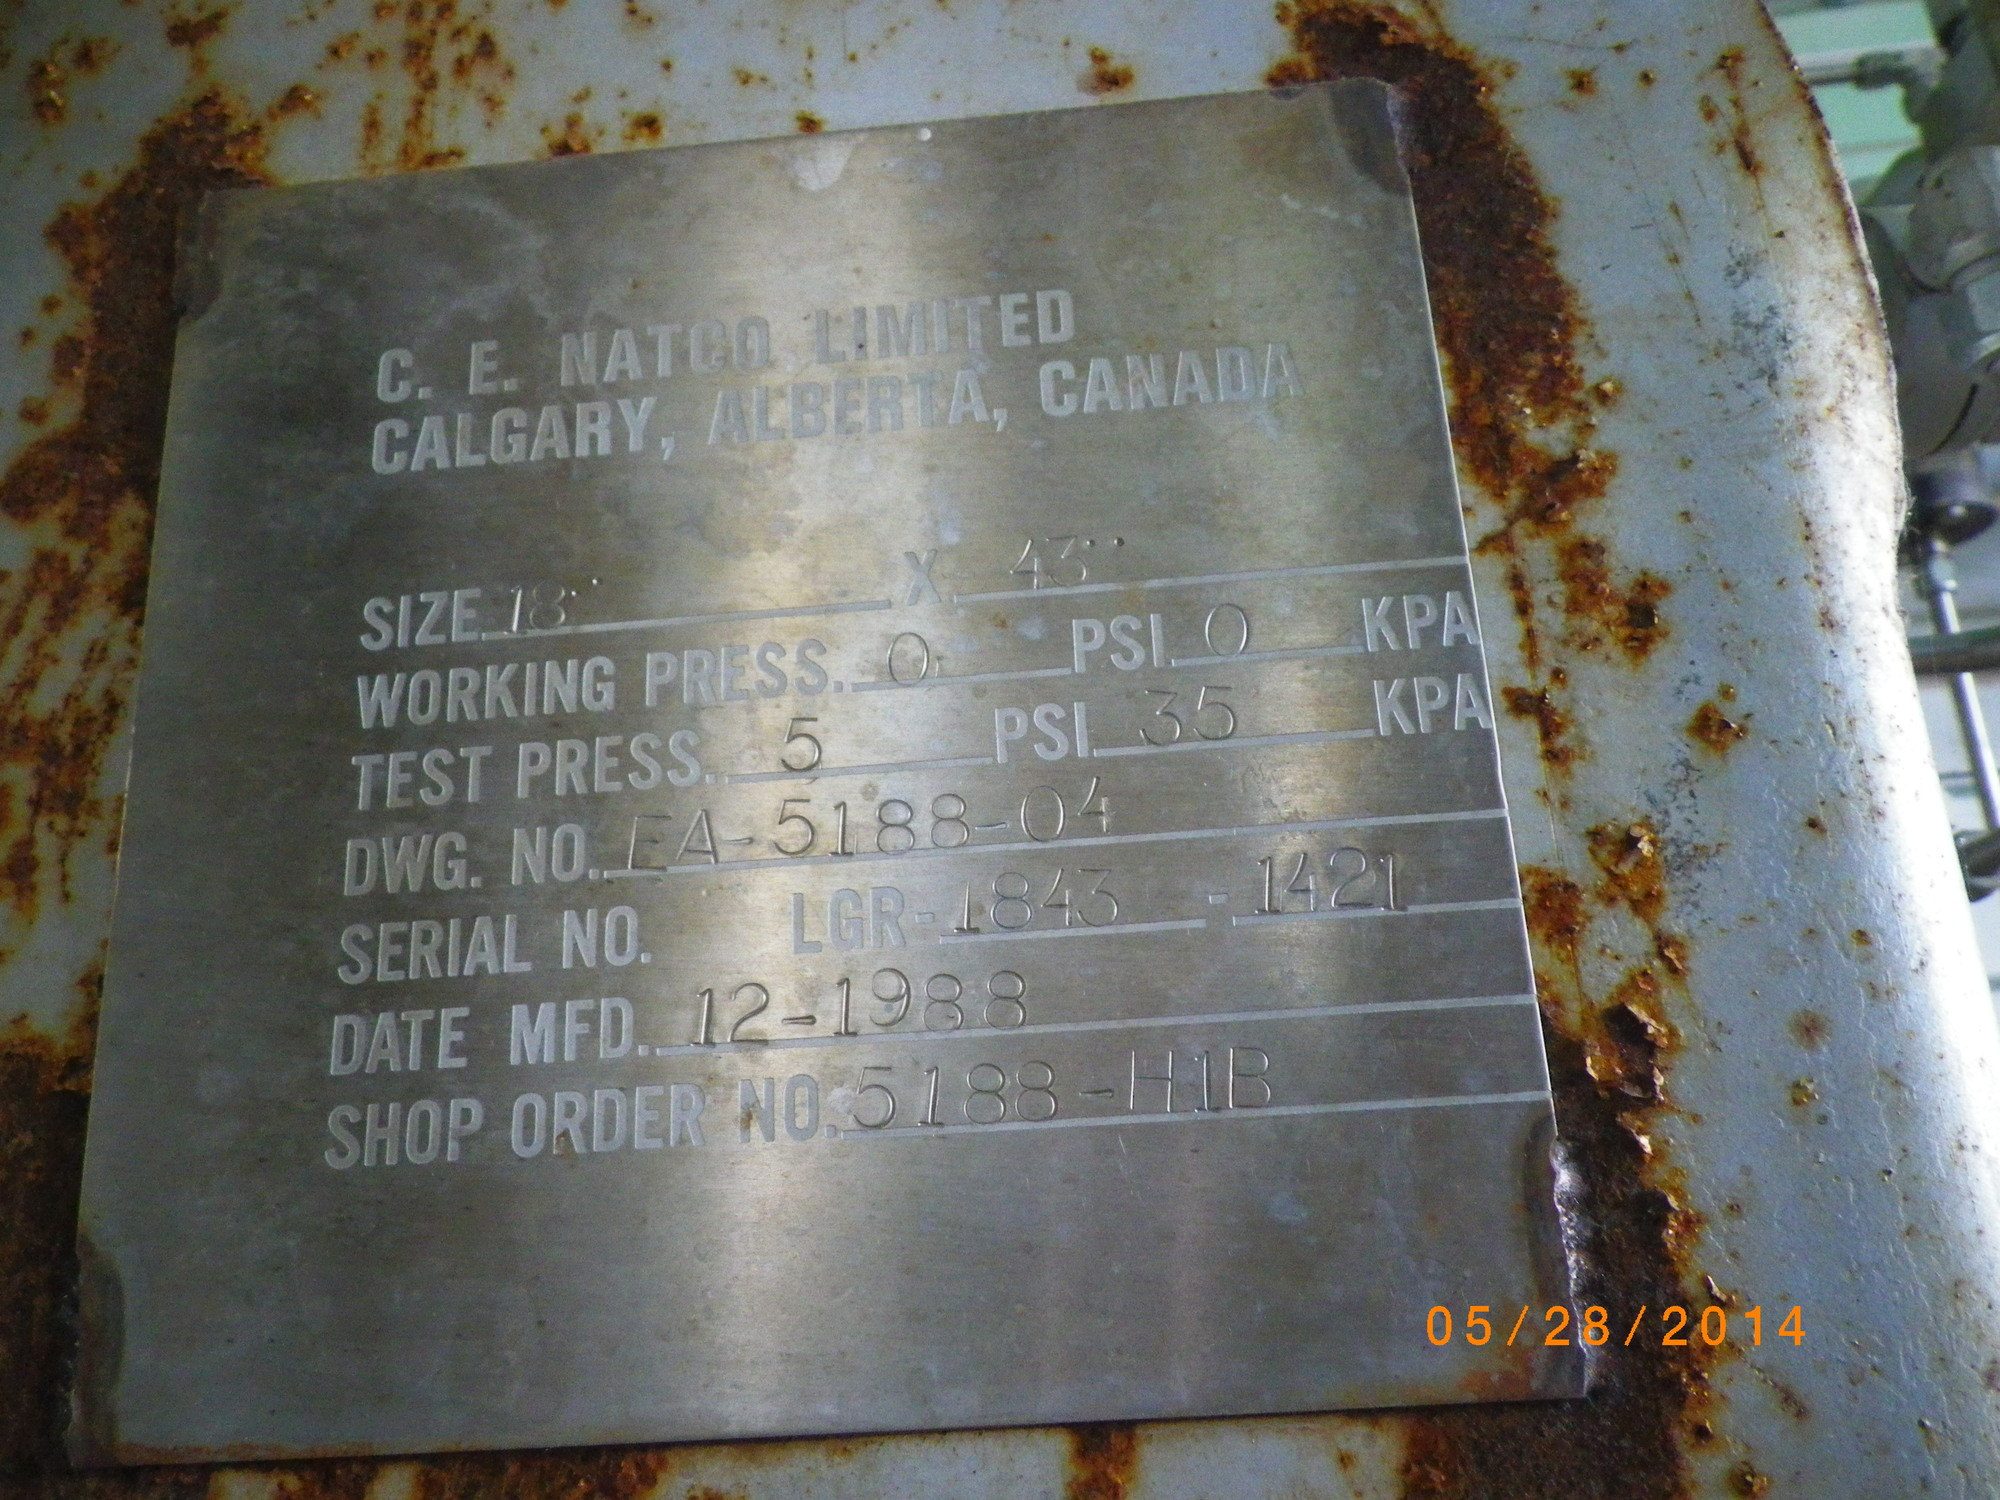 C. E. NATCO LIMITED
CALGARY, ALBERTA, CANADA
SIZE 18" X 43"
WORKING PRESS. 0 PSI. 0 KPA
TEST PRESS. 5 PSI. 35 KPA
DWG. NO. EA-5188-04
SERIAL NO. LGR-1843 - 1421
DATE MFD. 12-1988
SHOP ORDER NO. 5188-H1B
05/28/2014